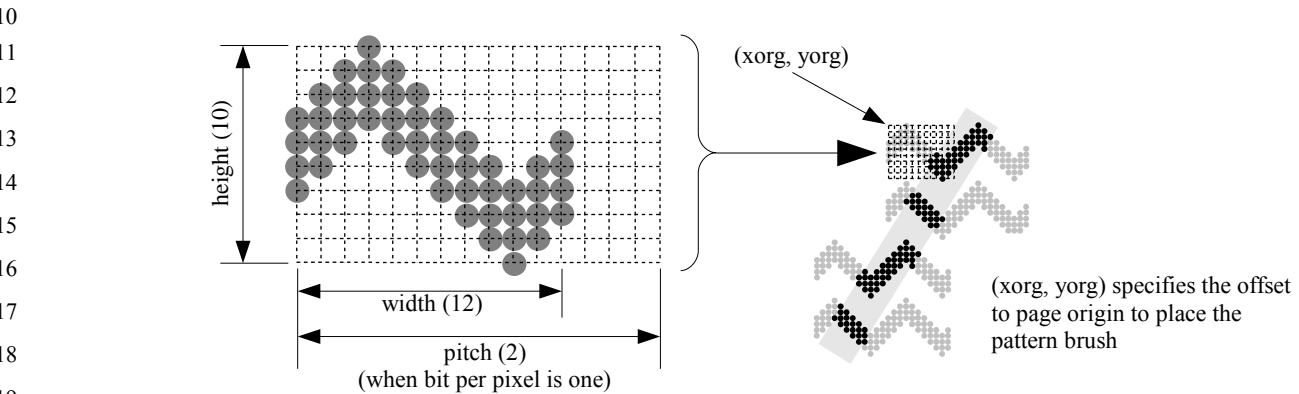 10
11
12
13
14
15
16
17
18
(xorg, yorg)
height (10)
width (12)
pitch (2)
(when bit per pixel is one)
(xorg, yorg) specifies the offset
to page origin to place the
pattern brush